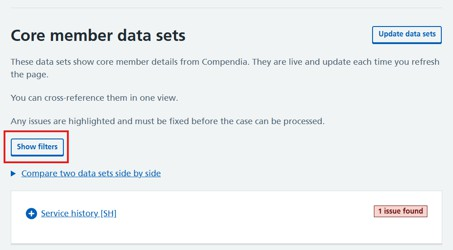 Core member data sets
Update data sets
These data sets show core member details from Compendia. They are live and update each time you refresh
the page.
You can cross-reference them in one view.
Any issues are highlighted and must be fixed before the case can be processed.
Show filters
Compare two data sets side by side
Service history [SH]
1 issue found